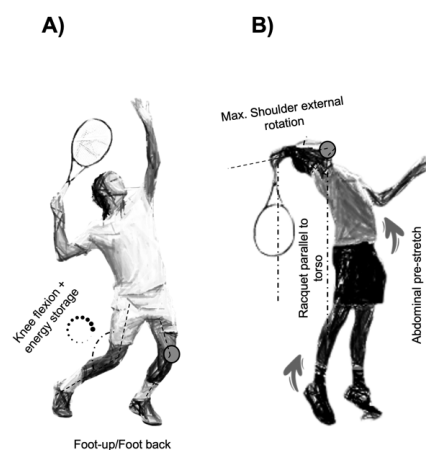 A)
B)
Max. Shoulder external
rotation
Racquet parallel to
torso
Abdominal pre-stretch
Knee flexion +
energy storage
Foot-up/Foot back